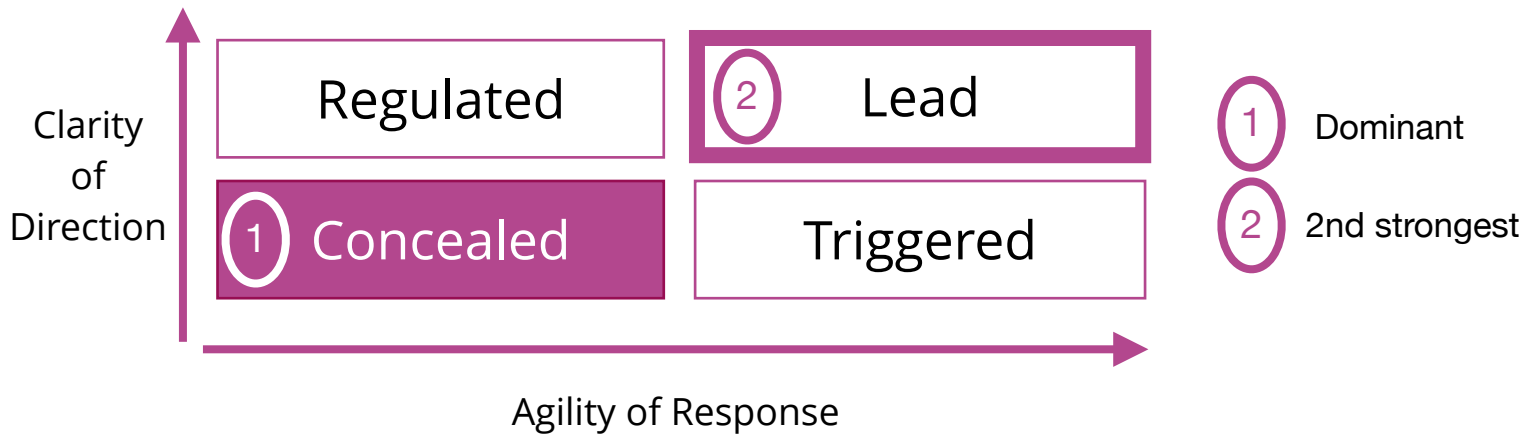 Clarity
of
Direction
Regulated
2 Lead
1 Concealed
Triggered
Agility of Response
1 Dominant
2 2nd strongest